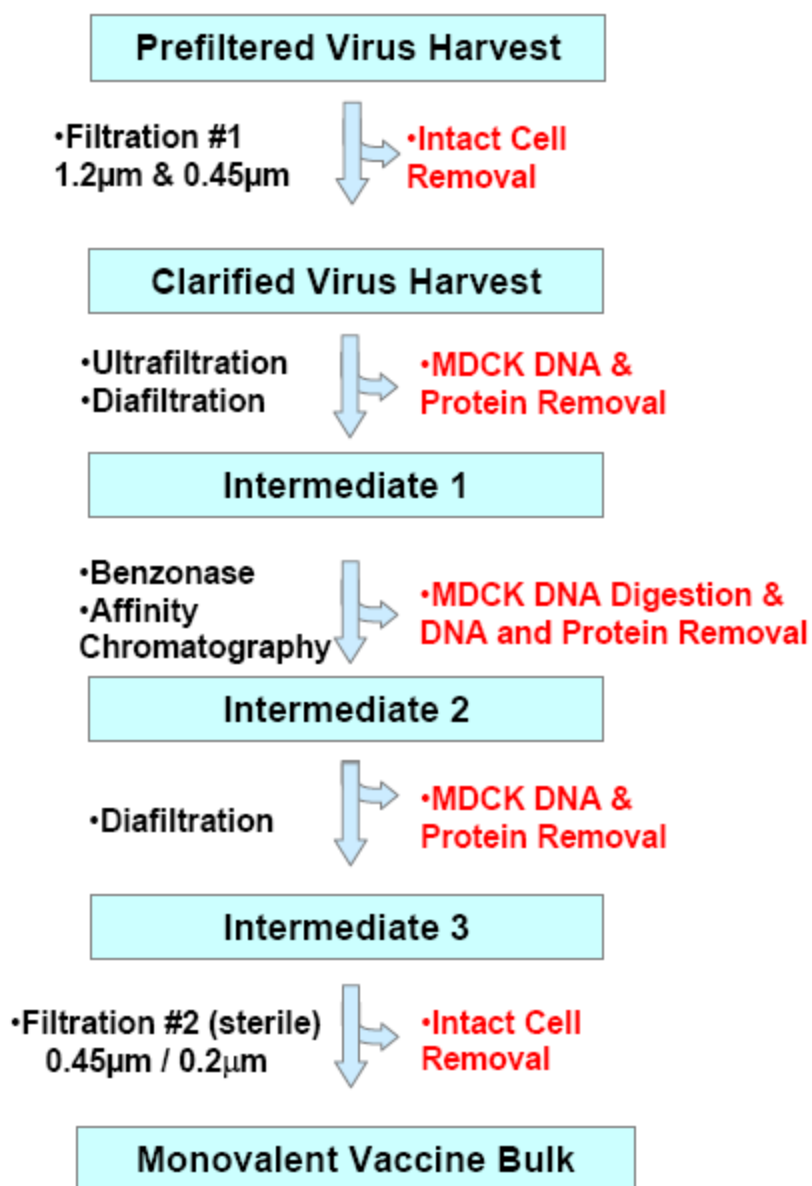 Prefiltered Virus Harvest
•Filtration #1
1.2µm & 0.45µm
•Intact Cell
Removal
Clarified Virus Harvest
•Ultrafiltration
•Diafiltration
•MDCK DNA &
Protein Removal
Intermediate 1
•Benzonase
•Affinity
Chromatography
•MDCK DNA Digestion &
DNA and Protein Removal
Intermediate 2
•Diafiltration
•MDCK DNA &
Protein Removal
Intermediate 3
•Filtration #2 (sterile)
0.45µm / 0.2µm
•Intact Cell
Removal
Monovalent Vaccine Bulk